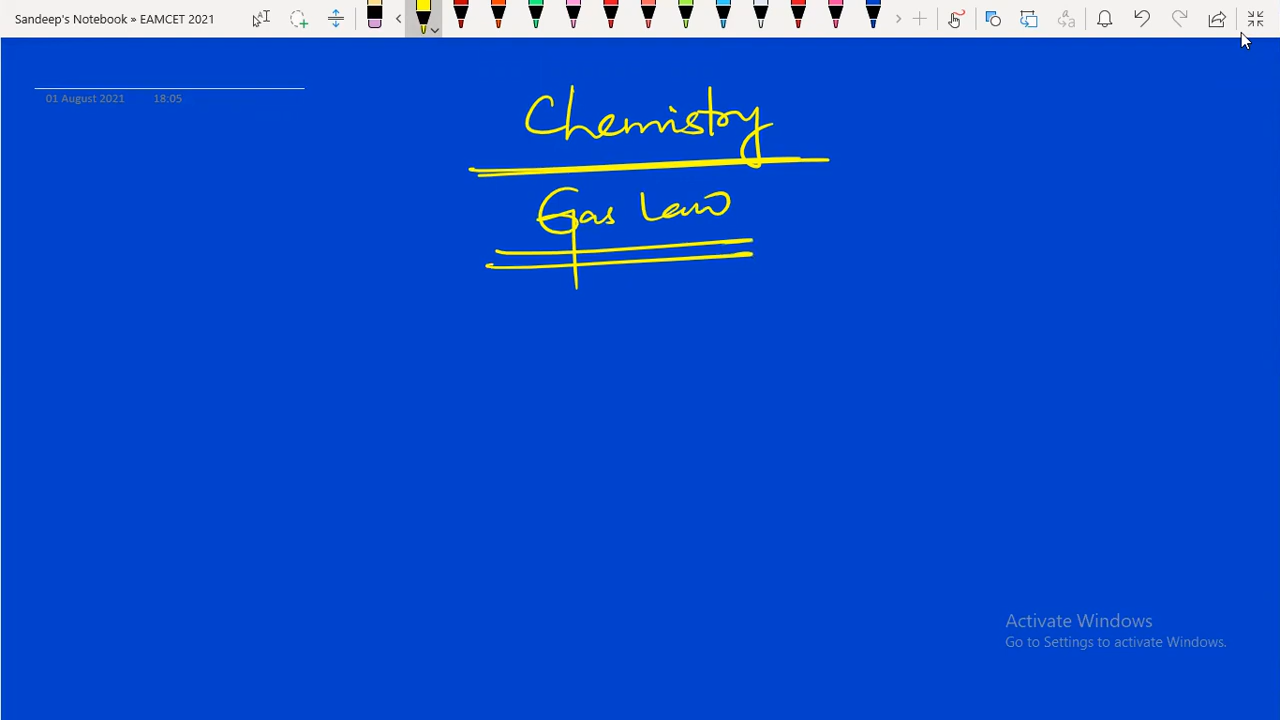 Sandeep's Notebook » EAMCET 2021
01 August 2021 18:05
Chemistry
Gas Law
Activate Windows
Go to Settings to activate Windows.